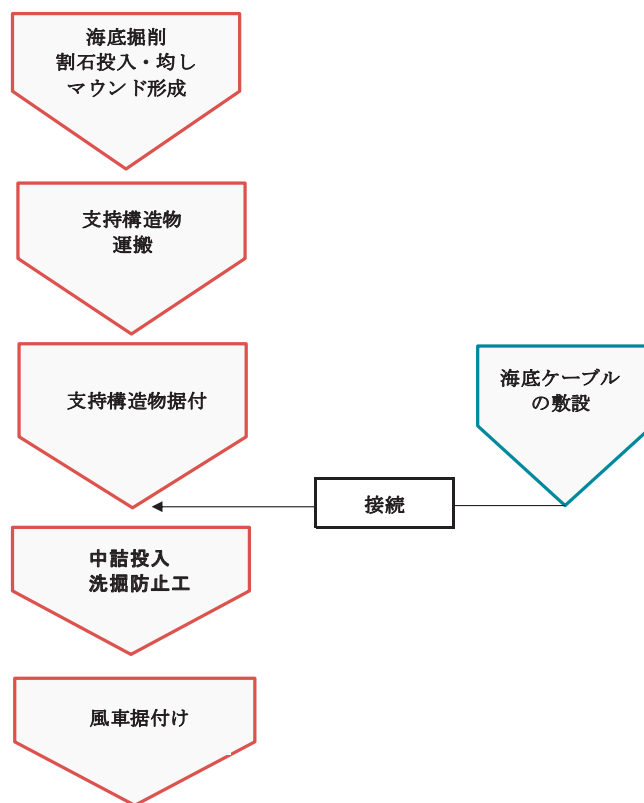 海底掘削
割石投入・均し
マウンド形成
支持構造物
運搬
支持構造物据付
海底ケーブル
の敷設
接続
中詰投入
洗掘防止工
風車据付け